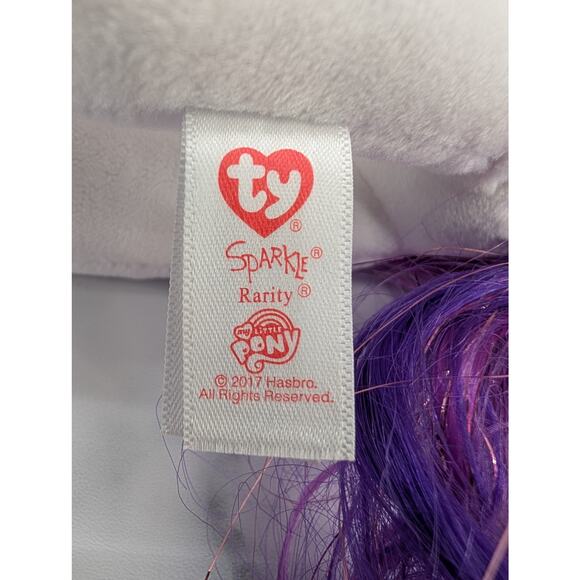 ty®
Sparkle®
Rarity®
my LITTLE
PONY
© 2017 Hasbro.
All Rights Reserved.